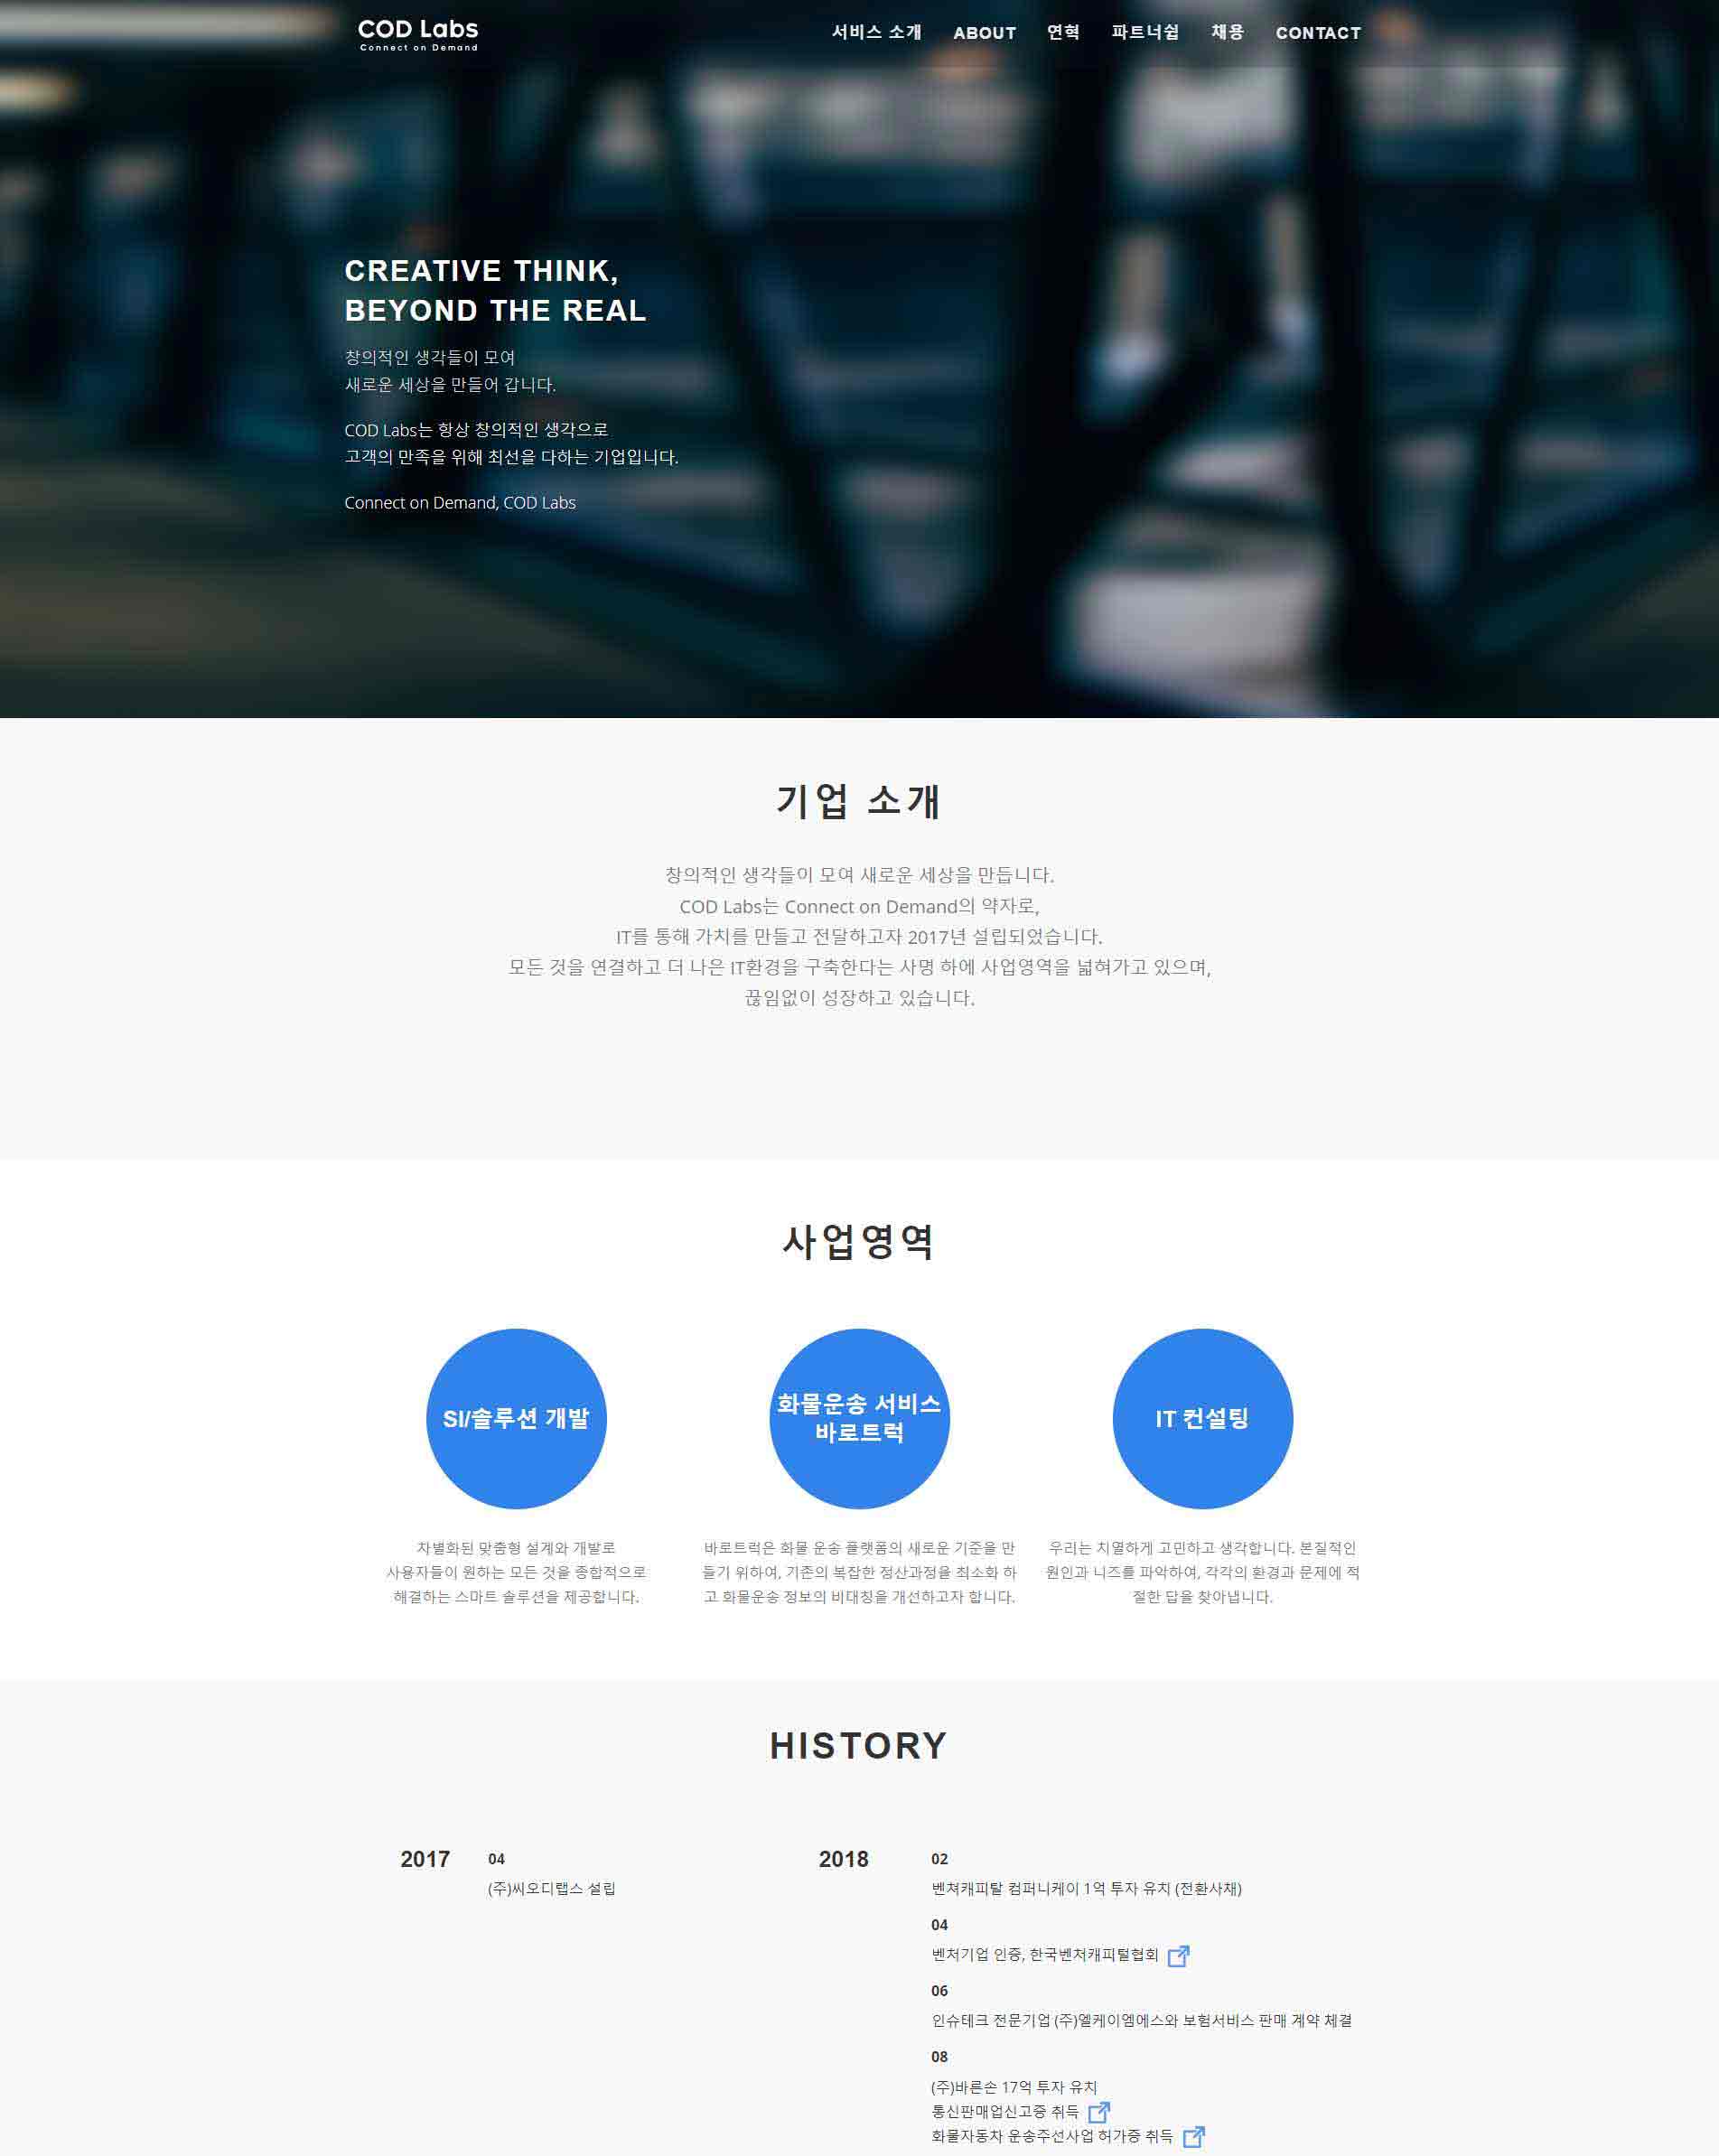 COD Labs
Connect on Demand
서비스 소개 ABOUT 연혁 파트너쉽 채용 CONTACT
CREATIVE THINK,
BEYOND THE REAL
창의적인 생각들이 모여
새로운 세상을 만들어 갑니다.
COD Labs는 항상 창의적인 생각으로
고객의 만족을 위해 최선을 다하는 기업입니다.
Connect on Demand, COD Labs
기업 소개
창의적인 생각들이 모여 새로운 세상을 만듭니다.
COD Labs는 Connect on Demand의 약자로,
IT를 통해 가치를 만들고 전달하고자 2017년 설립되었습니다.
모든 것을 연결하고 더 나은 IT환경을 구축한다는 사명 하에 사업영역을 넓혀가고 있으며,
끊임없이 성장하고 있습니다.
사업영역
SI/솔루션 개발
차별화된 맞춤형 설계와 개발로
사용자들이 원하는 모든 것을 종합적으로
해결하는 스마트 솔루션을 제공합니다.
화물운송 서비스
바로트럭
바로트럭은 화물 운송 플랫폼의 새로운 기준을 만
들기 위하여, 기존의 복잡한 정산과정을 최소화 하
고 화물운송 정보의 비대칭을 개선하고자 합니다.
IT 컨설팅
우리는 치열하게 고민하고 생각합니다. 본질적인
원인과 니즈를 파악하여, 각각의 환경과 문제에 적
절한 답을 찾아냅니다.
HISTORY
2017
04
(주)씨오디랩스 설립
2018
02
벤쳐캐피탈 컴퍼니케이 1억 투자 유치 (전환사채)
04
벤처기업 인증, 한국벤처캐피털협회
06
인슈테크 전문기업 (주)엘케이엠에스와 보험서비스 판매 계약 체결
08
(주)바른손 17억 투자 유치
통신판매업신고증 취득
화물자동차 운송주선사업 허가증 취득